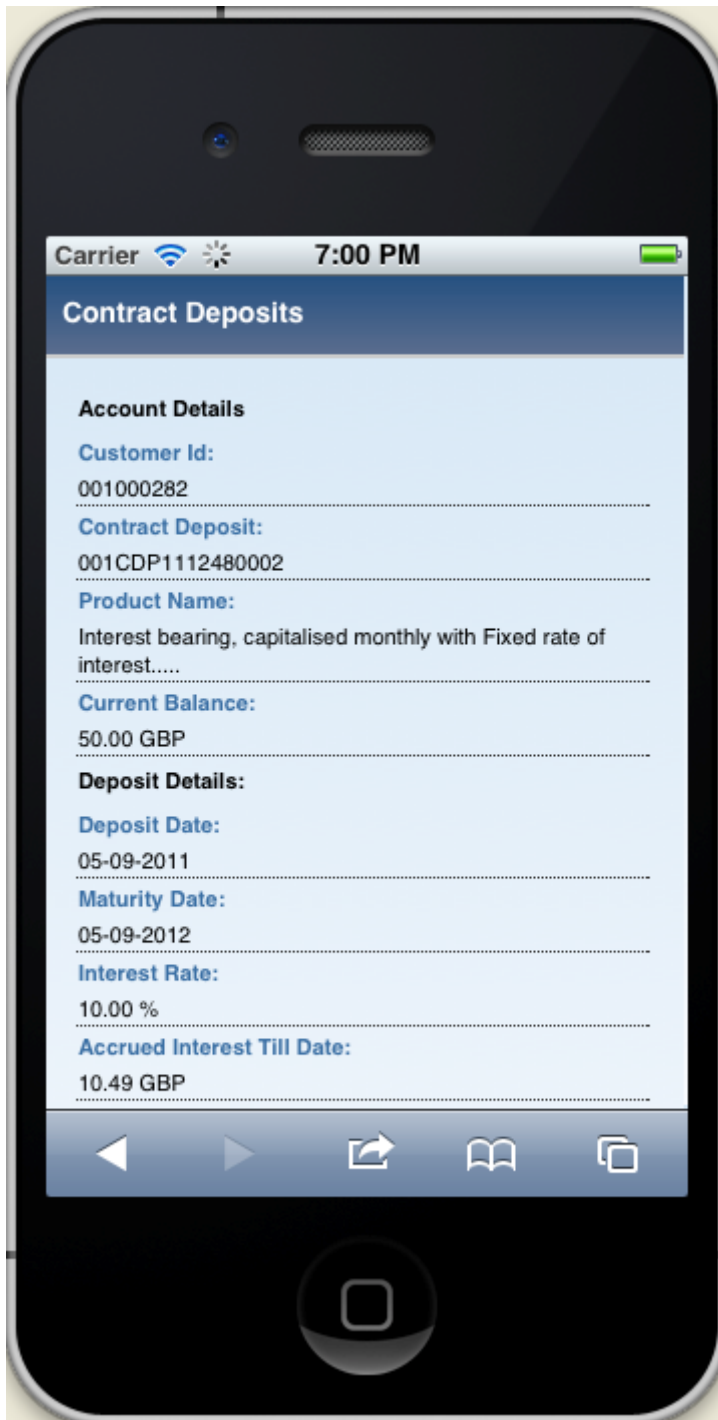 Carrier 7:00 PM
Contract Deposits
Account Details
Customer Id:
001000282
Contract Deposit:
001CDP1112480002
Product Name:
Interest bearing, capitalised monthly with Fixed rate of
interest.....
Current Balance:
50.00 GBP
Deposit Details:
Deposit Date:
05-09-2011
Maturity Date:
05-09-2012
Interest Rate:
10.00 %
Accrued Interest Till Date:
10.49 GBP